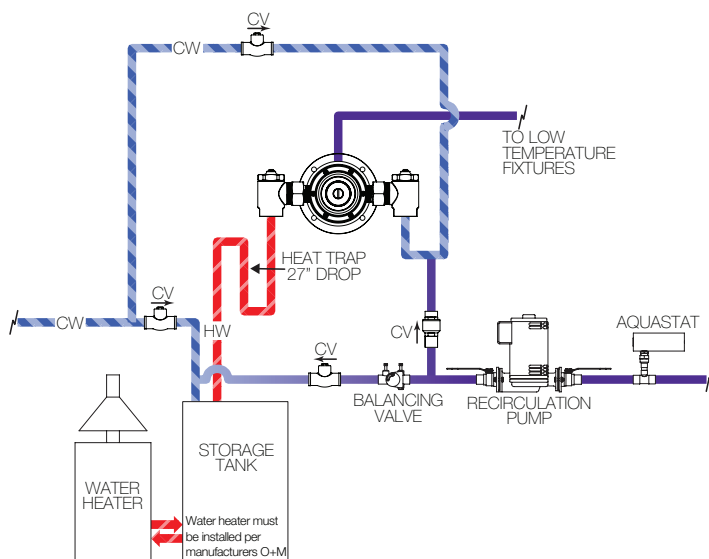 CV
CW
TO LOW
TEMPERATURE
FIXTURES
HEAT TRAP
27" DROP
CV
CW
HW
CV
CV
AQUASTAT
BALANCING
VALVE
RECIRCULATION
PUMP
STORAGE
TANK
WATER
HEATER
Water heater must
be installed per
manufacturers O+M